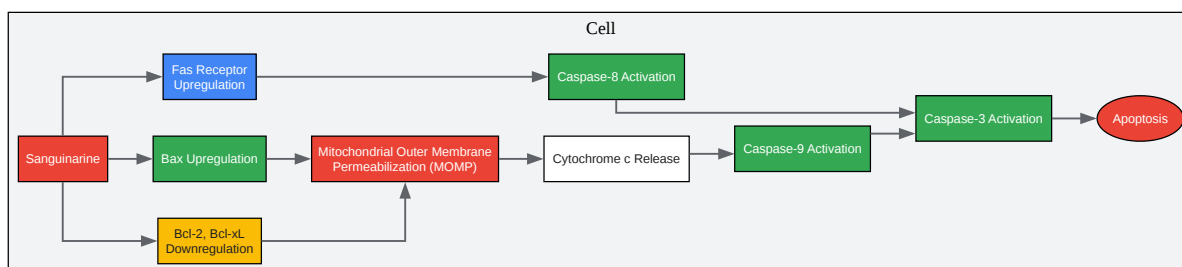 Cell
Fas Receptor
Upregulation
Caspase-8 Activation
Caspase-3 Activation
Apoptosis
Sanguinarine
Bax Upregulation
Mitochondrial Outer Membrane
Permeabilization (MOMP)
Cytochrome c Release
Caspase-9 Activation
Bcl-2, Bcl-xL
Downregulation